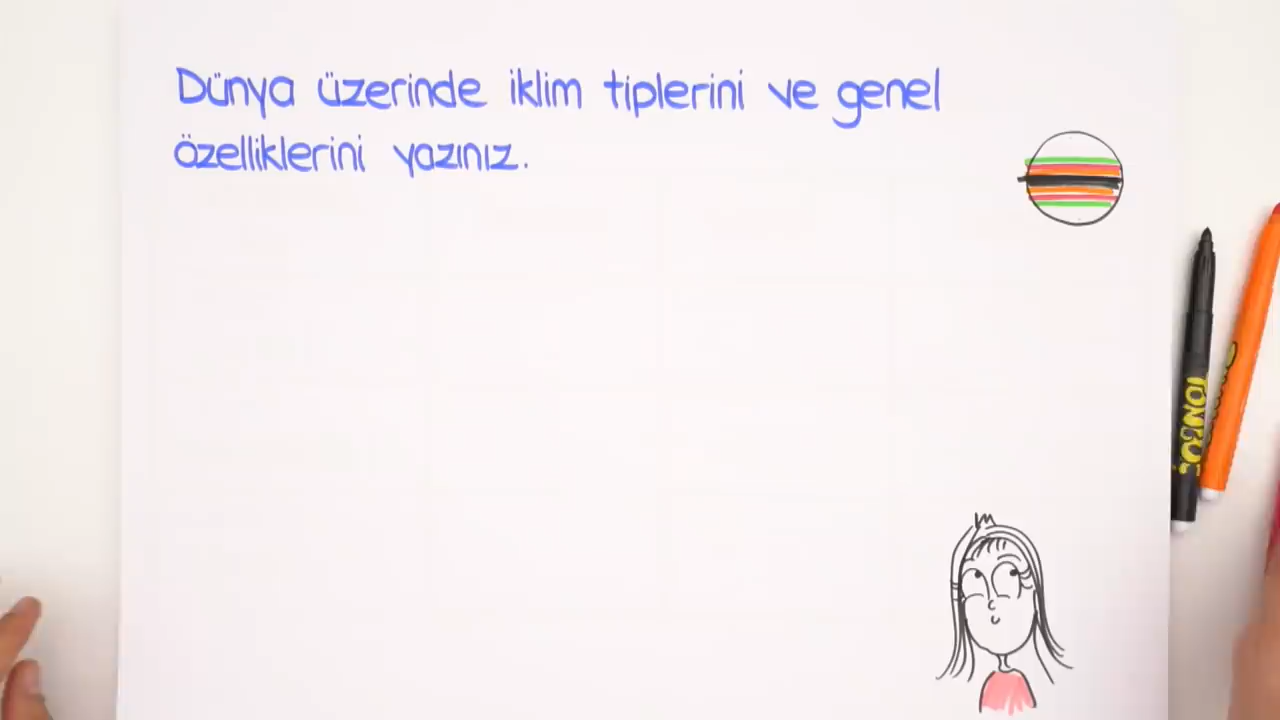 Dünya üzerinde iklim tiplerini ve genel
özelliklerini yazınız.